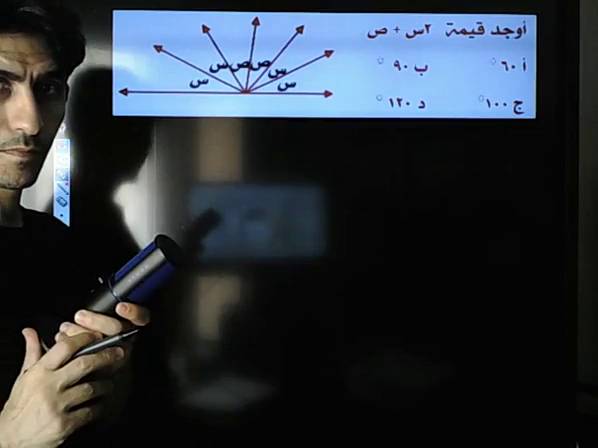 أوجد قيمة ٢س + ص
أ ٦٠° ب ٩٠°
ج ١٠٠° د ١٢٠°
س س ص ص س س